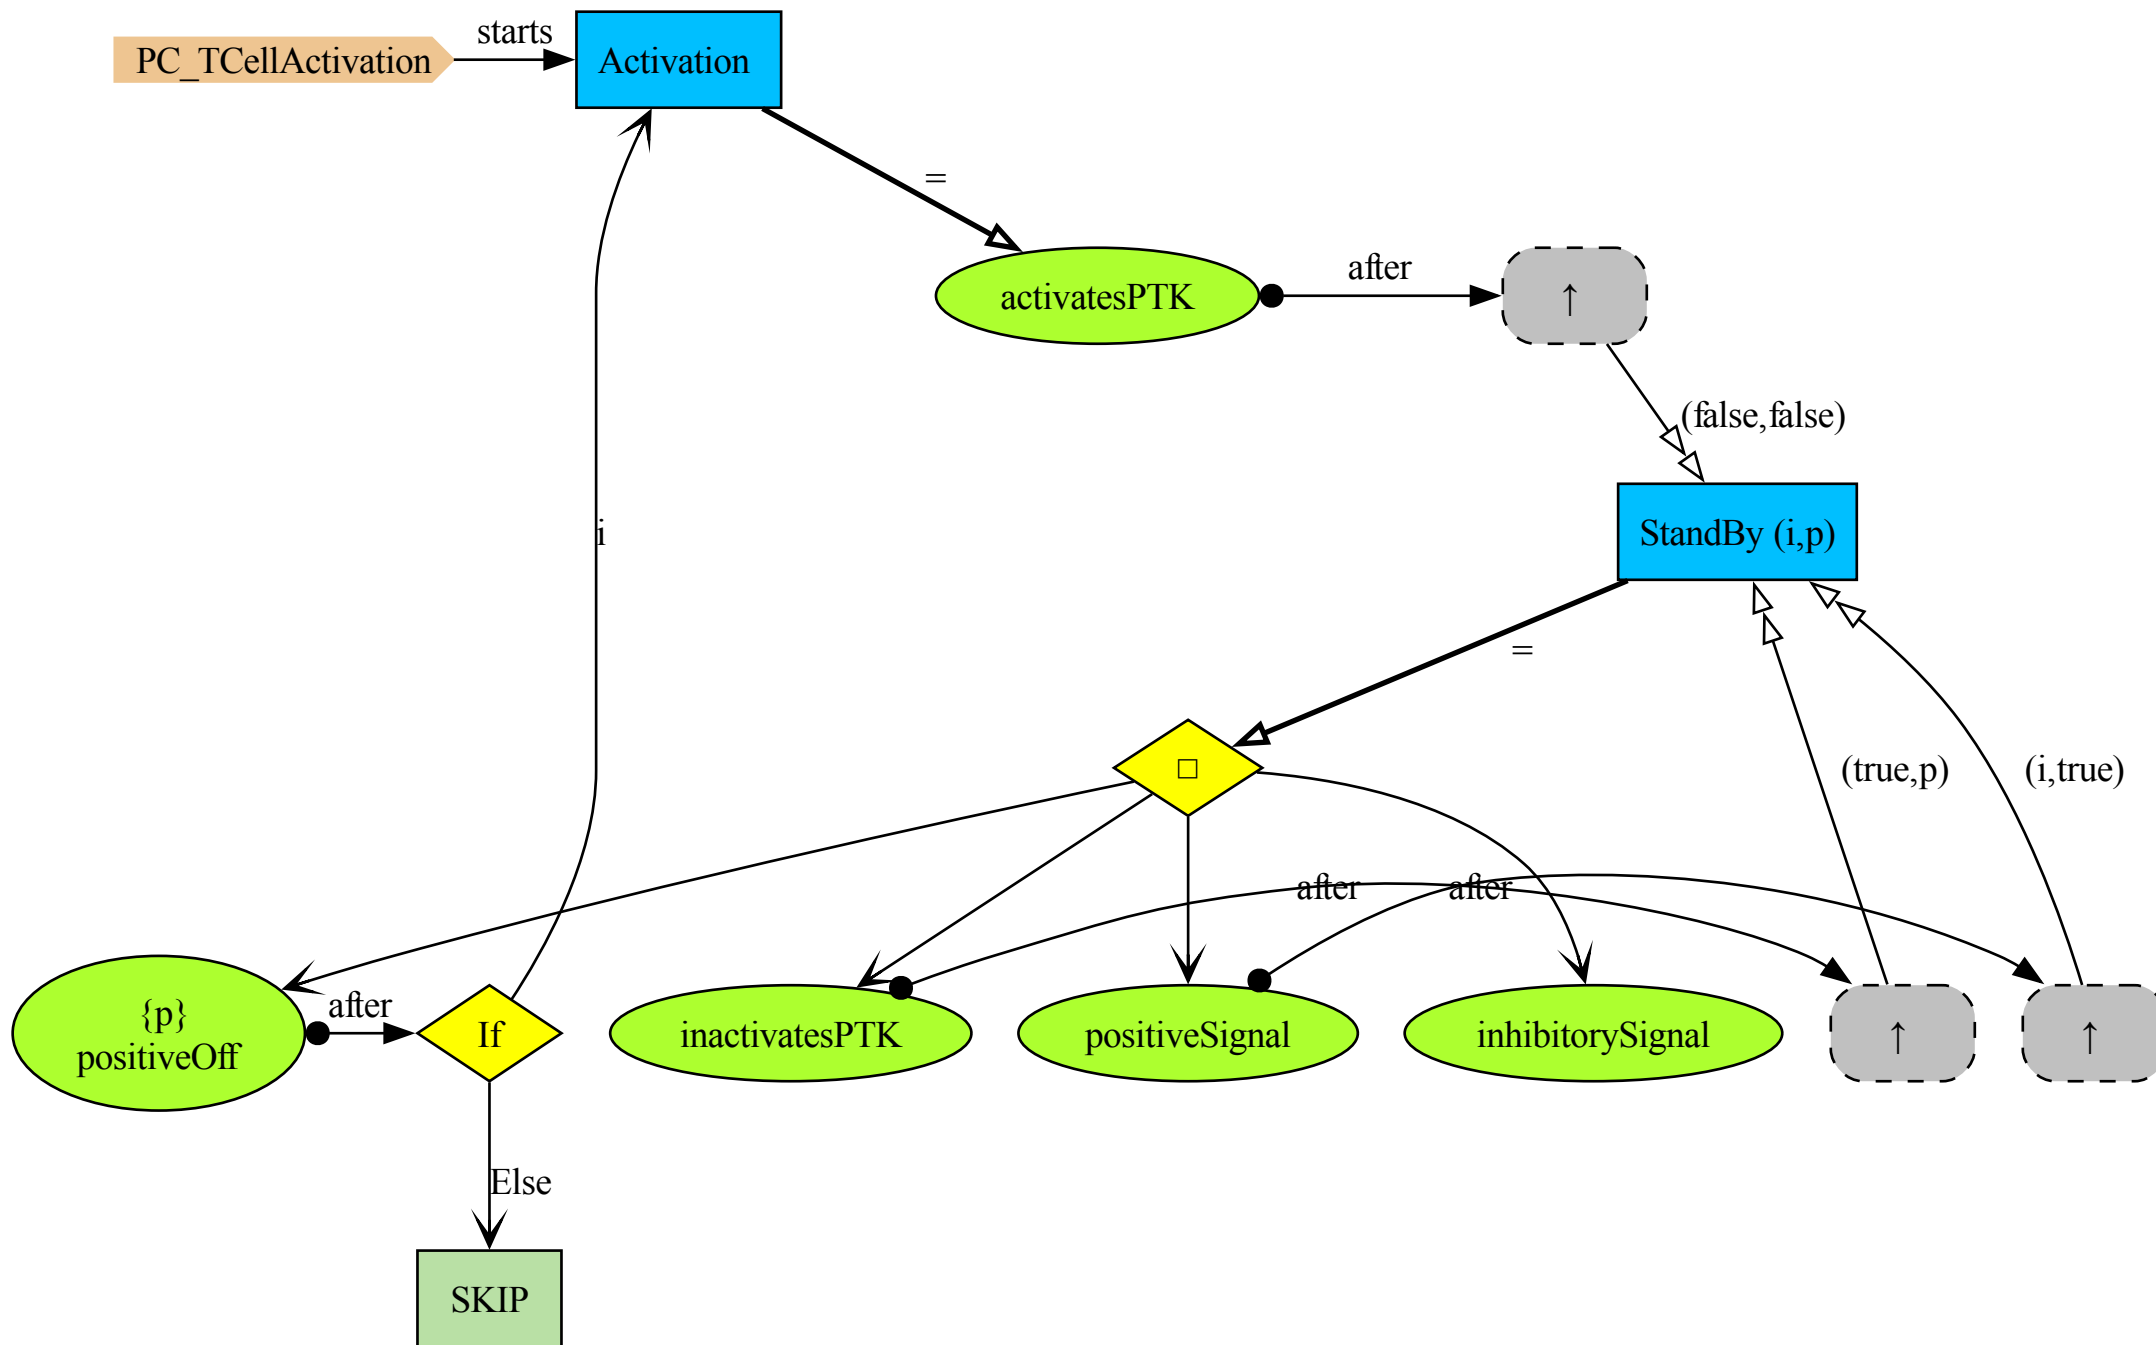 starts
PC_TCellActivation
Activation
=
after
activatesPTK
↑
(false,false)
i
StandBy (i,p)
=
□
(true,p)
(i,true)
after
after
{p}
positiveOff
after
If
inactivatesPTK
positiveSignal
inhibitorySignal
↑
↑
Else
SKIP